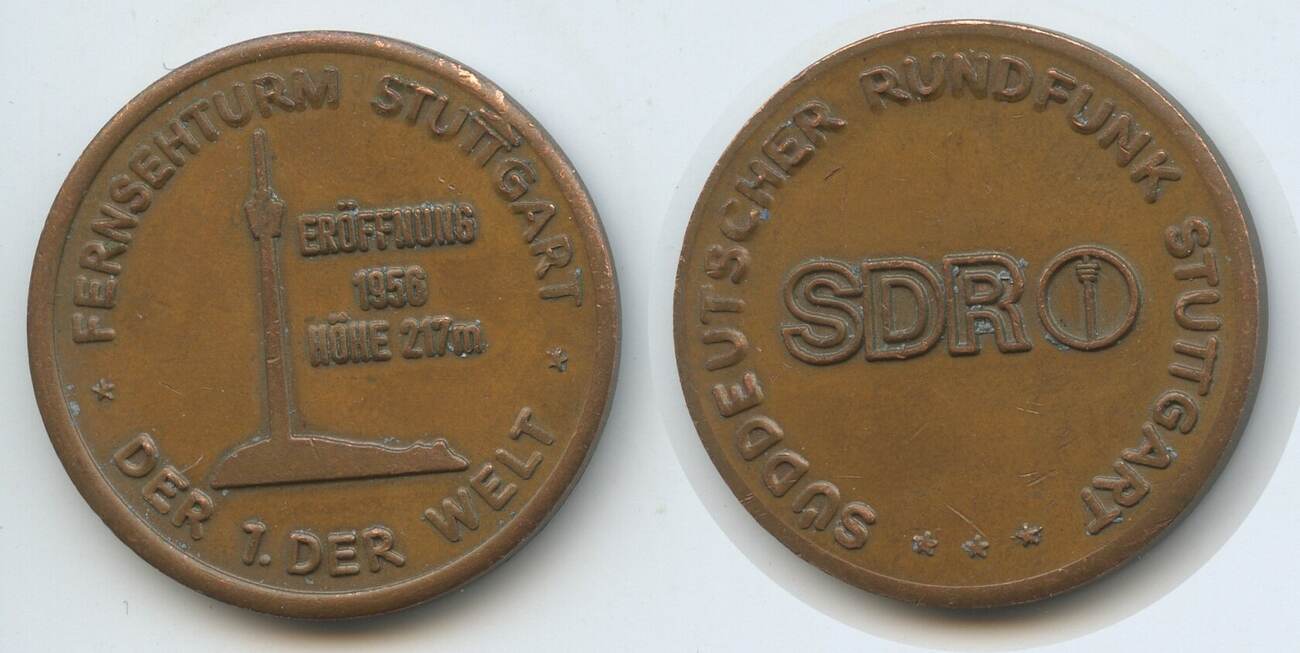 FERNSEHTURM STUTTGART
ERÖFFNUNG
1956
HÖHE 217m.
DER 1. DER WELT
SÜDDEUTSCHER RUNDFUNK STUTTGART
SDR